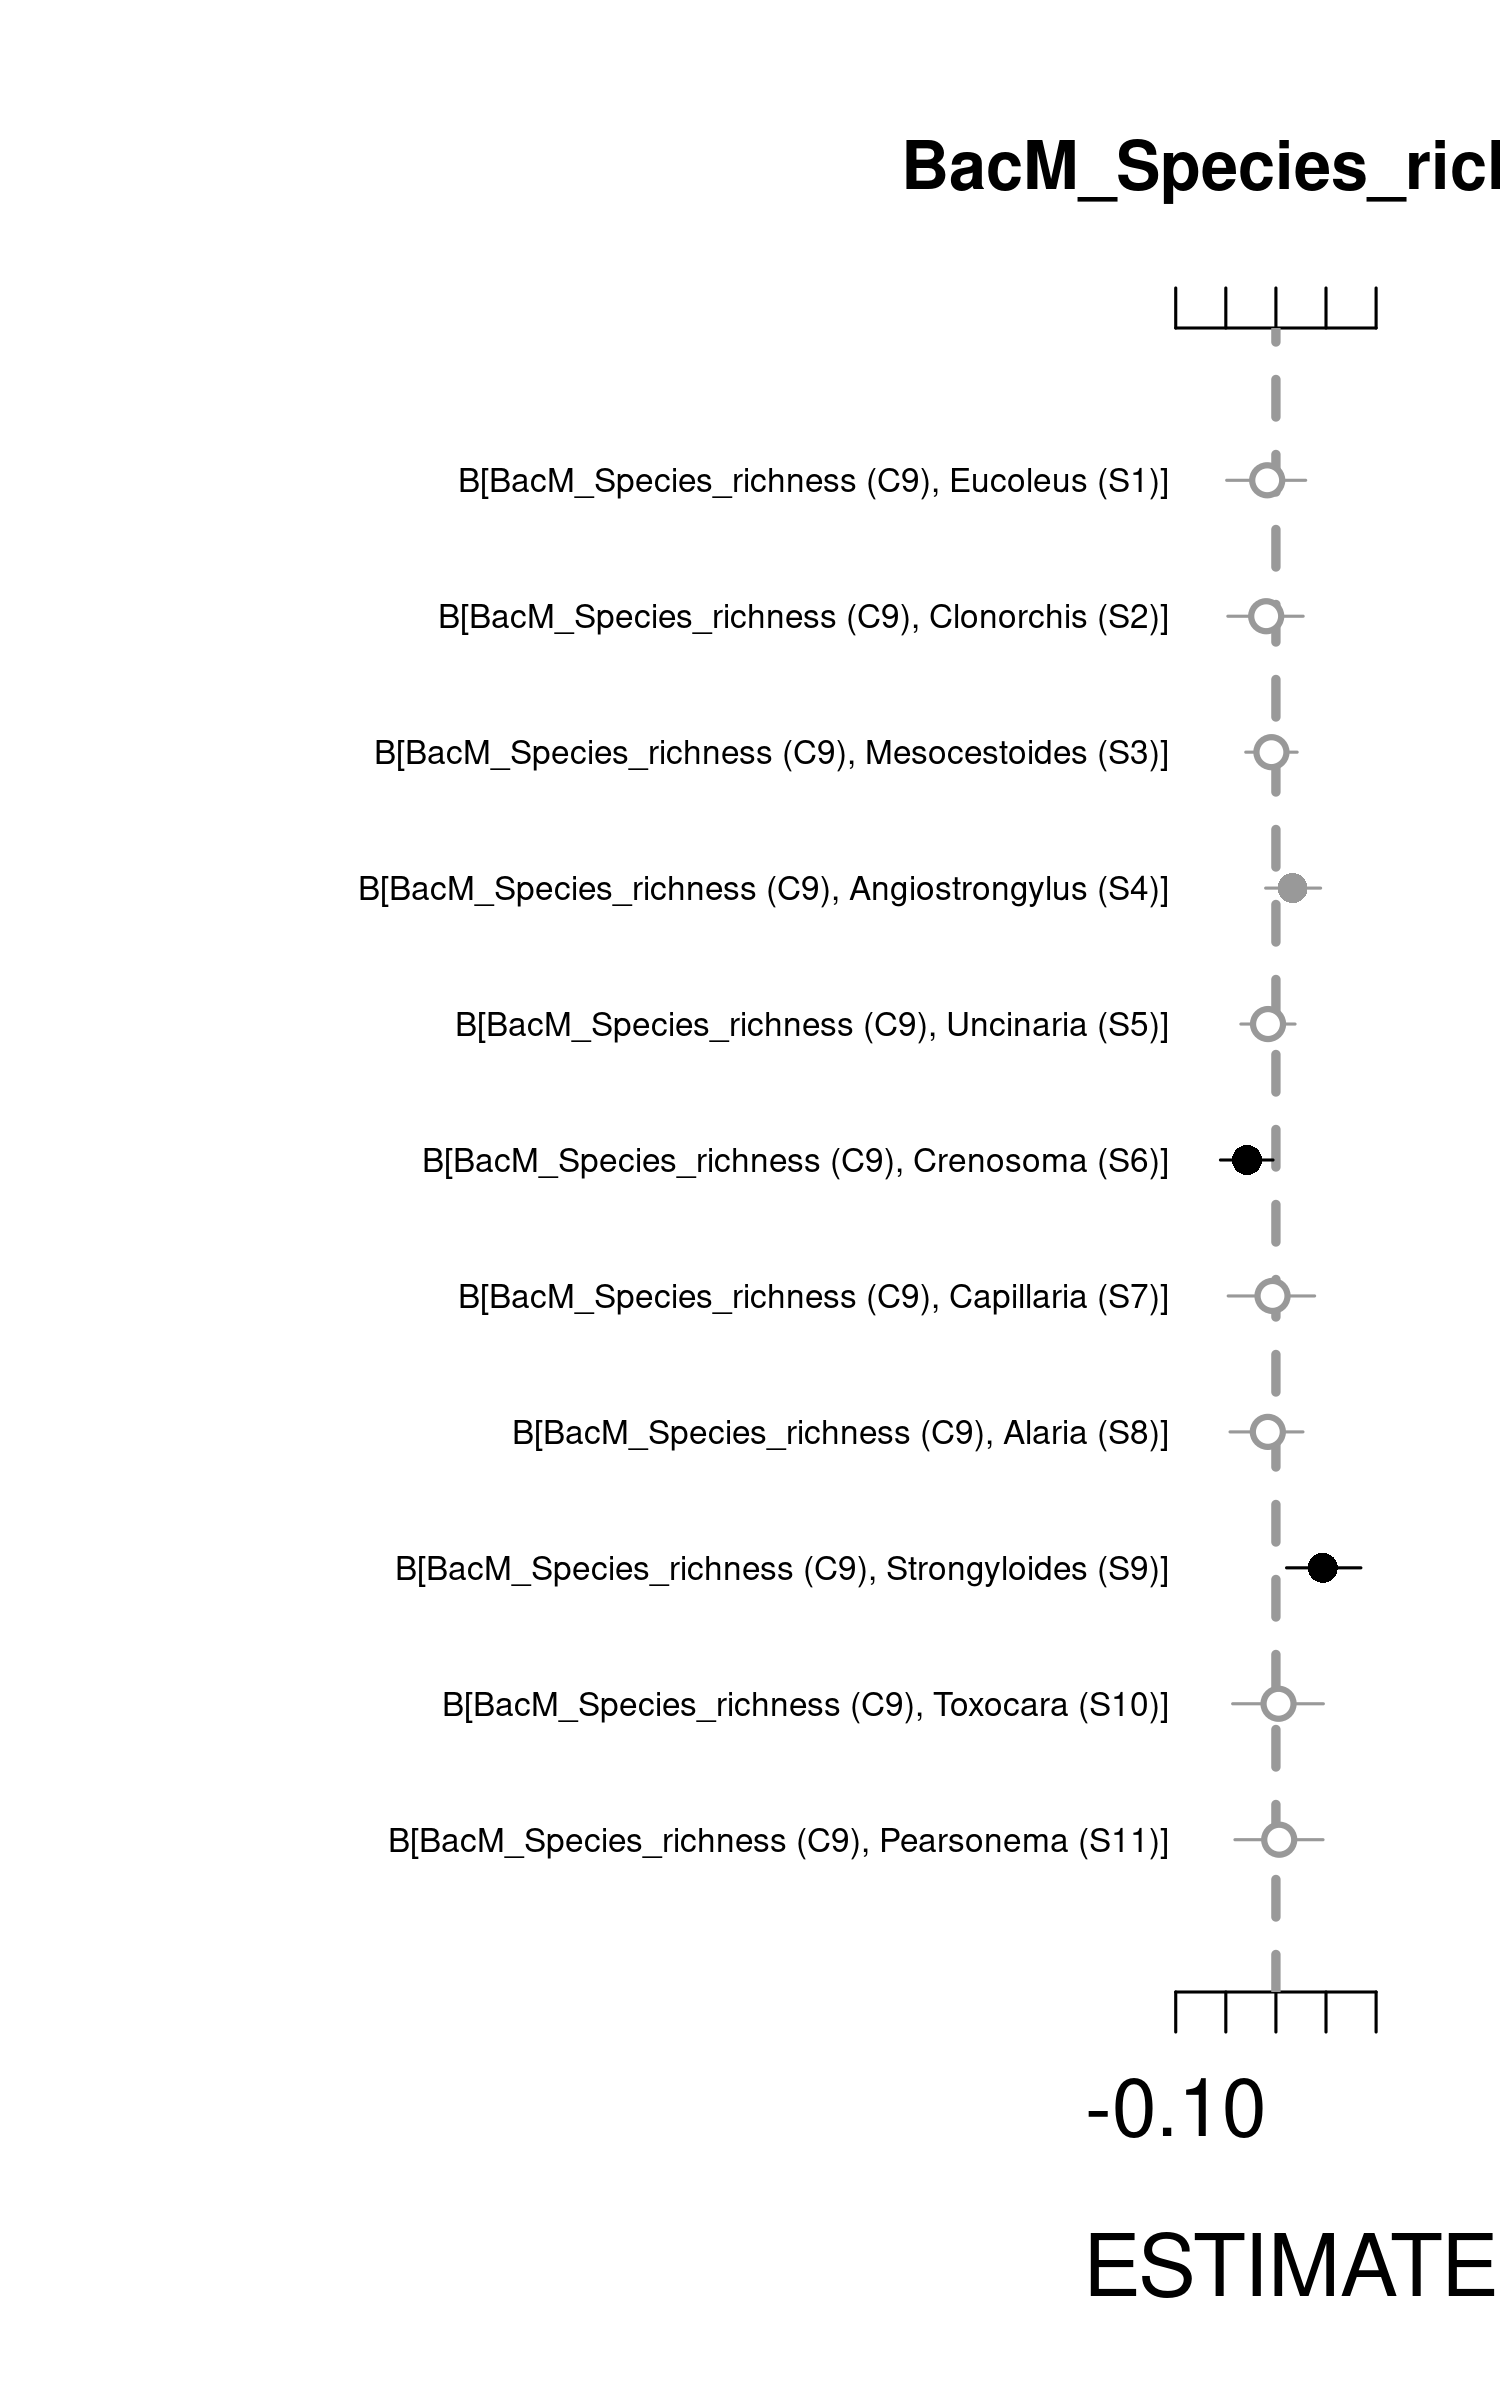 BacM_Species_rich
B[BacM_Species_richness (C9), Eucoleus (S1)]
B[BacM_Species_richness (C9), Clonorchis (S2)]
B[BacM_Species_richness (C9), Mesocestoides (S3)]
B[BacM_Species_richness (C9), Angiostrongylus (S4)]
B[BacM_Species_richness (C9), Uncinaria (S5)]
B[BacM_Species_richness (C9), Crenosoma (S6)]
B[BacM_Species_richness (C9), Capillaria (S7)]
B[BacM_Species_richness (C9), Alaria (S8)]
B[BacM_Species_richness (C9), Strongyloides (S9)]
B[BacM_Species_richness (C9), Toxocara (S10)]
B[BacM_Species_richness (C9), Pearsonema (S11)]
-0.10
ESTIMATE